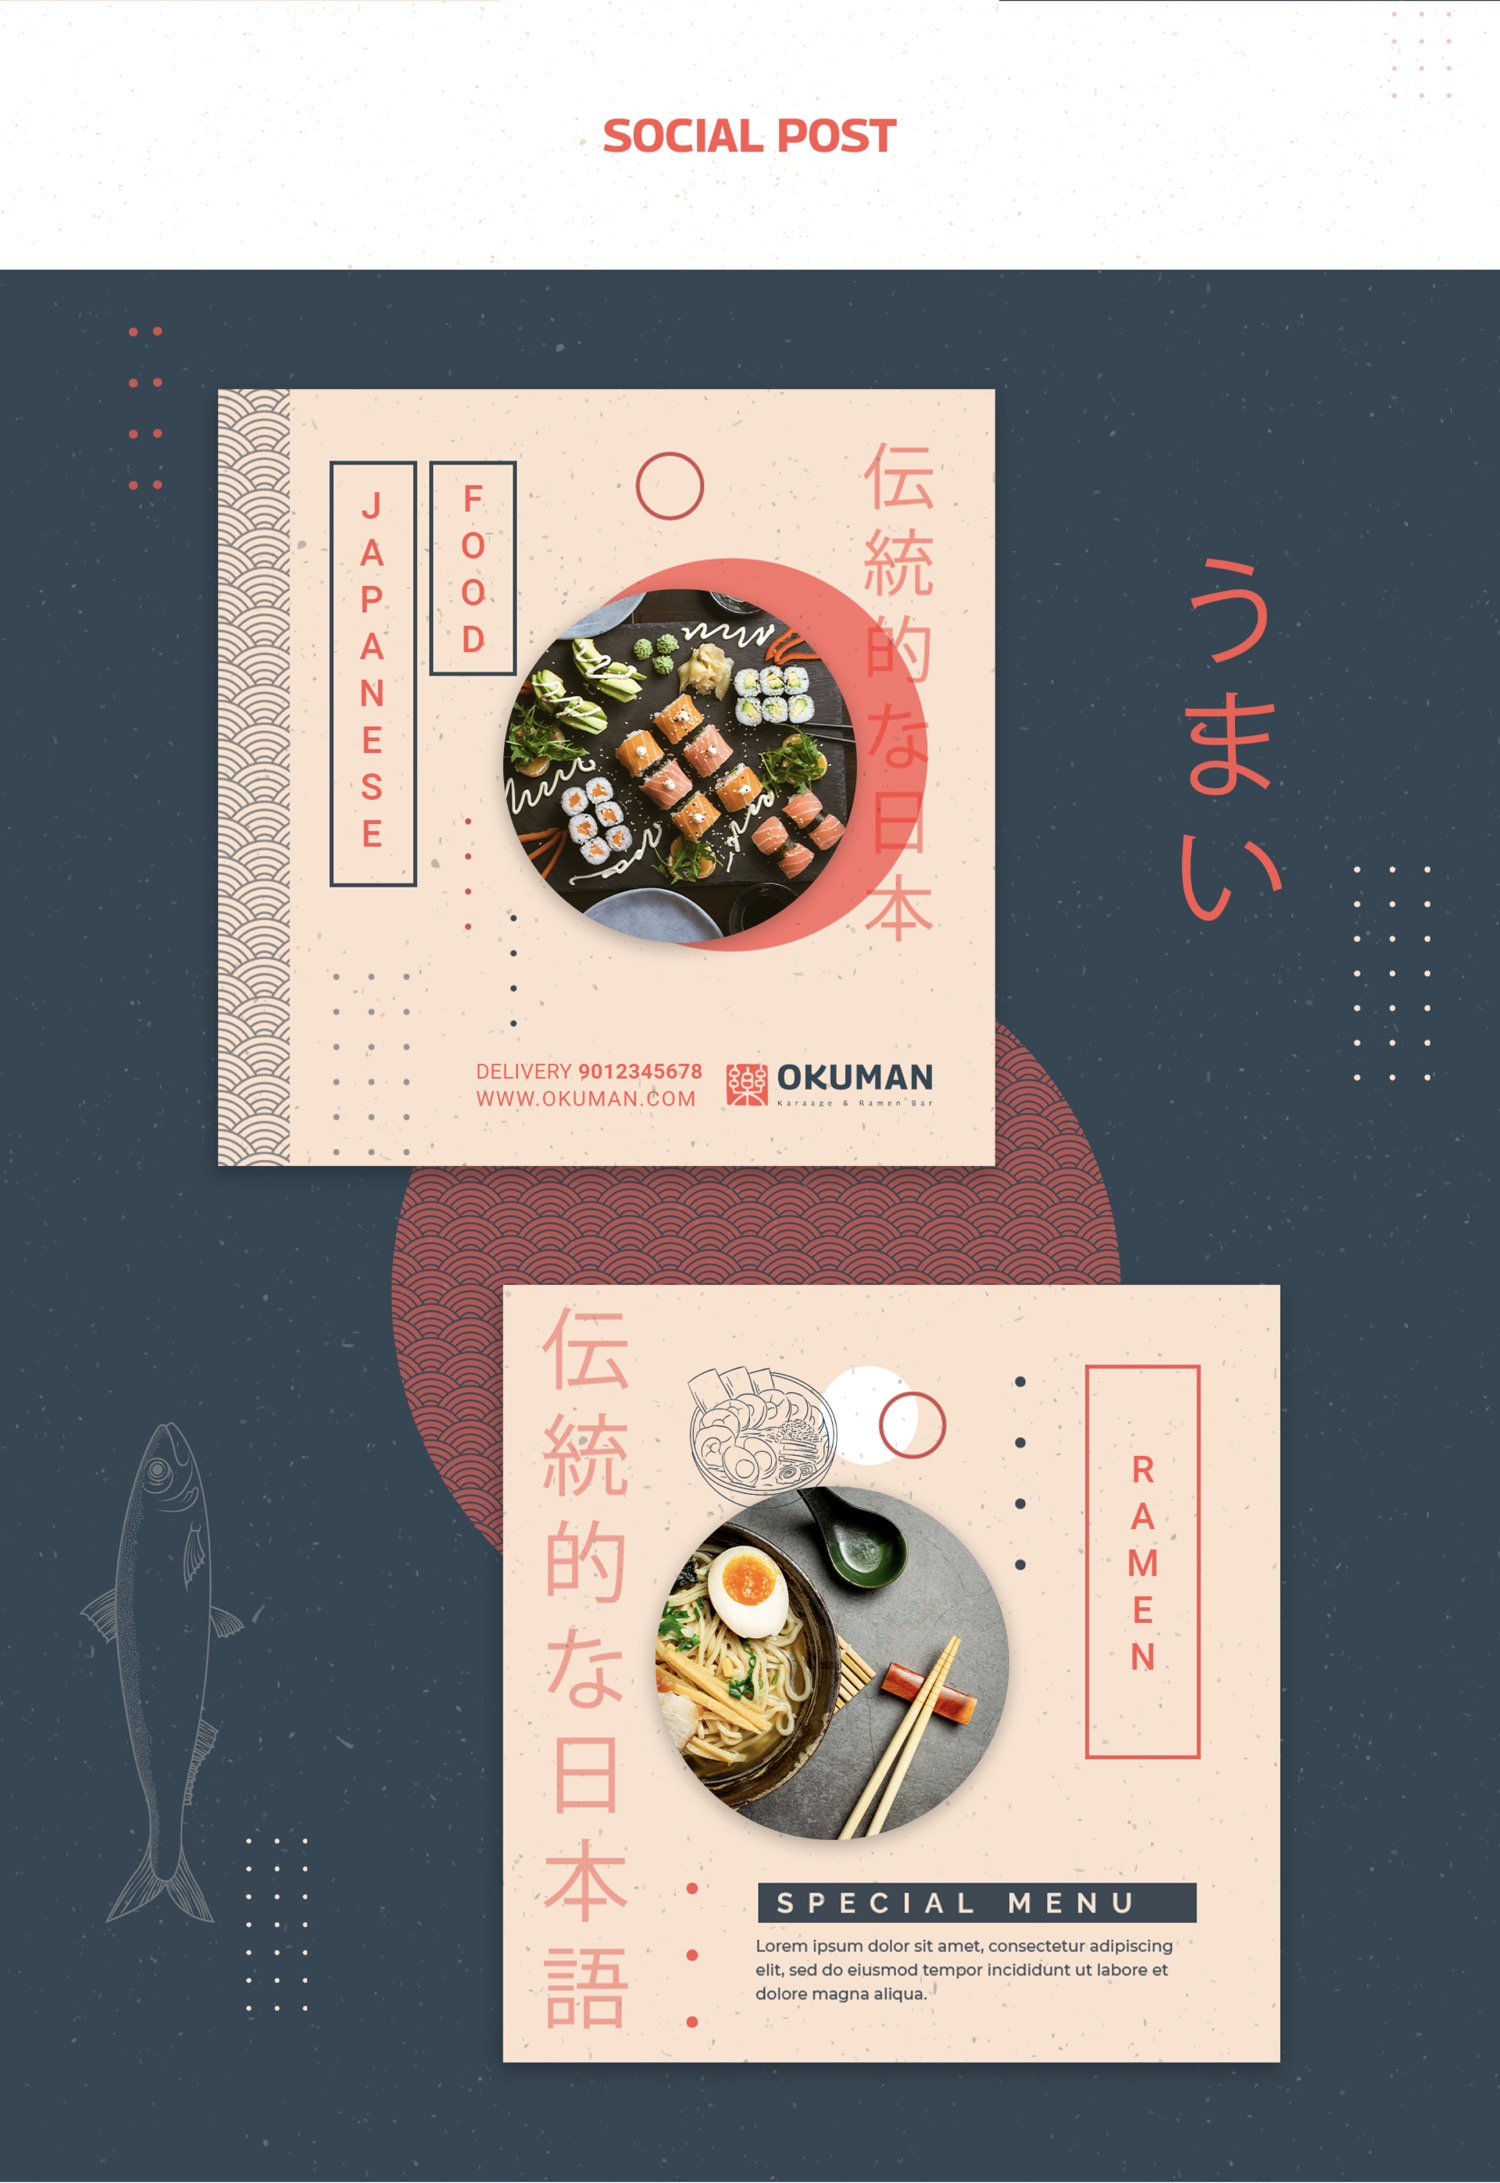 SOCIAL POST
JAPANESE
FOOD
伝統的な日本
うまい
DELIVERY 9012345678
WWW.OKUMAN.COM
樂
OKUMAN
Karaage & Ramen Bar
伝統的な日本語
RAMEN
SPECIAL MENU
Lorem ipsum dolor sit amet, consectetur adipiscing
elit, sed do eiusmod tempor incididunt ut labore et
dolore magna aliqua.